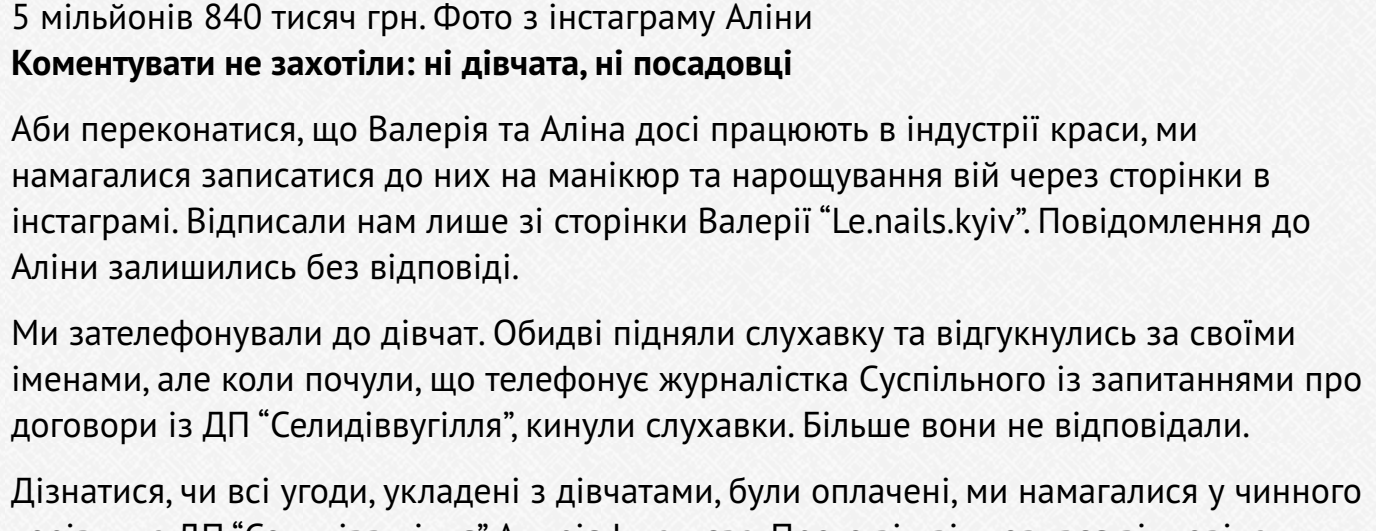 5 мільйонів 840 тисяч грн. Фото з інстаграму Аліни
Коментувати не захотіли: ні дівчата, ні посадовці
Аби переконатися, що Валерія та Аліна досі працюють в індустрії краси, ми
намагалися записатися до них на манікюр та нарощування вій через сторінки в
інстаграмі. Відписали нам лише зі сторінки Валерії “Le.nails.kyiv”. Повідомлення до
Аліни залишились без відповіді.
Ми зателефонували до дівчат. Обидві підняли слухавку та відгукнулись за своїми
іменами, але коли почули, що телефонує журналістка Суспільного із запитаннями про
договори із ДП “Селидіввугілля”, кинули слухавки. Більше вони не відповідали.
Дізнатися, чи всі угоди, укладені з дівчатами, були оплачені, ми намагалися у чинного